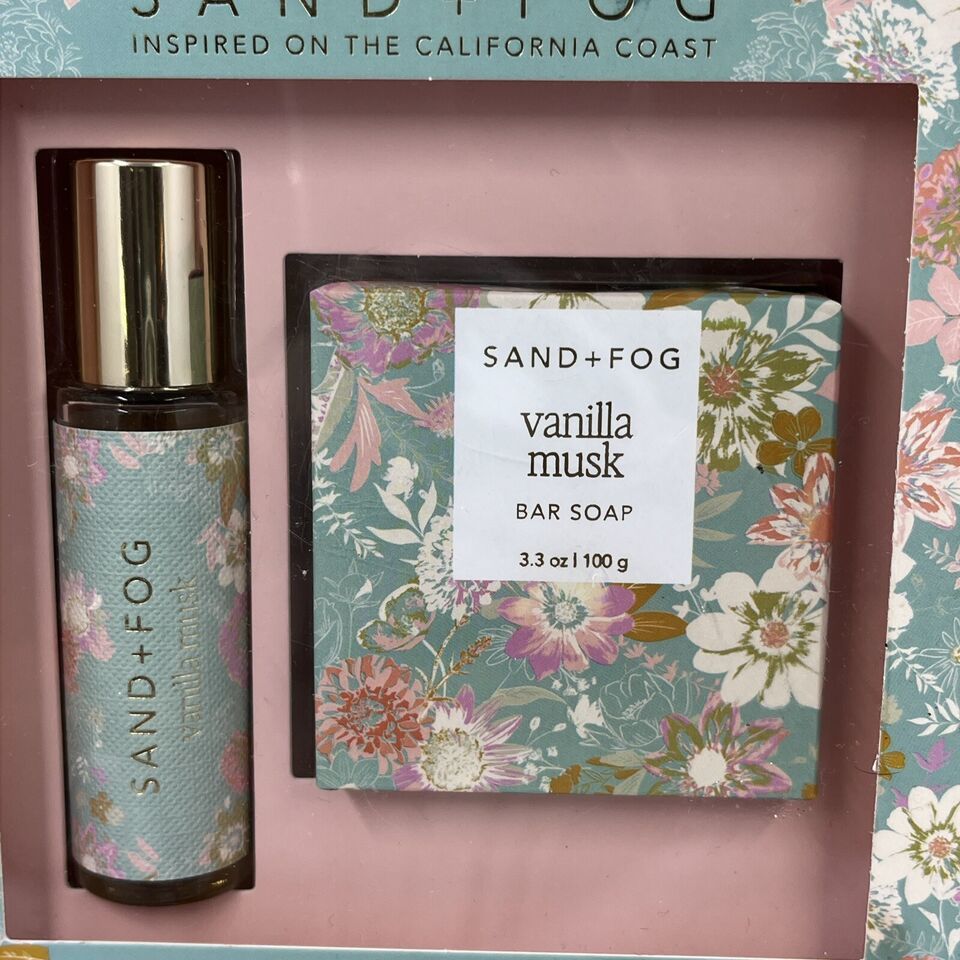 SAND+FOG
INSPIRED ON THE CALIFORNIA COAST
SAND+FOG
vanilla musk
SAND+FOG
vanilla
musk
BAR SOAP
3.3 oz | 100 g